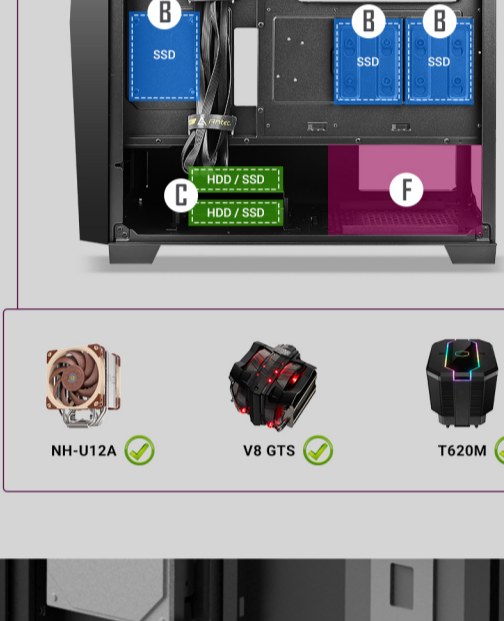 B
B
B
SSD
SSD
SSD
HDD / SSD
C
HDD / SSD
F
NH-U12A
V8 GTS
T620M